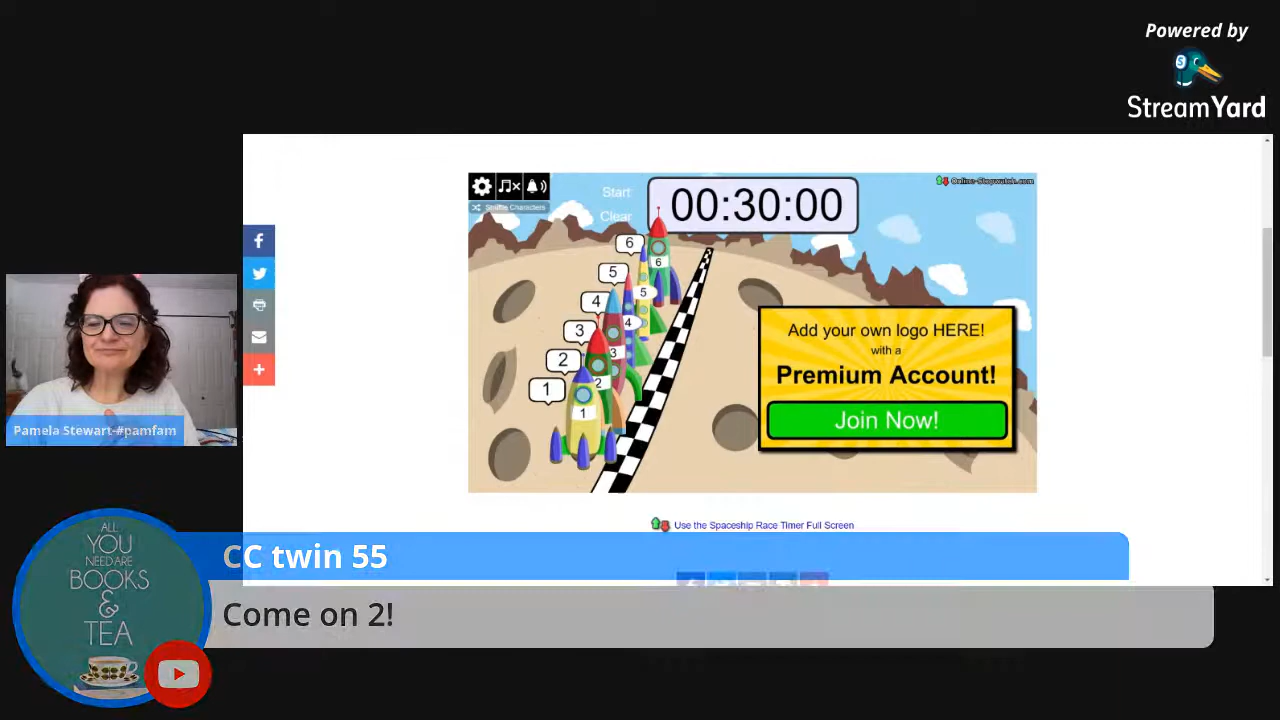 Powered by
StreamYard
Start
Clear
00:30:00
Online-Stopwatch.com
Shuffle Characters
6
5
4
3
2
1
6
5
4
3
2
1
Add your own logo HERE!
with a
Premium Account!
Join Now!
Use the Spaceship Race Timer Full Screen
Pamela Stewart-#pamfam
ALL
YOU
NEED ARE
BOOKS
&
TEA
CC twin 55
Come on 2!